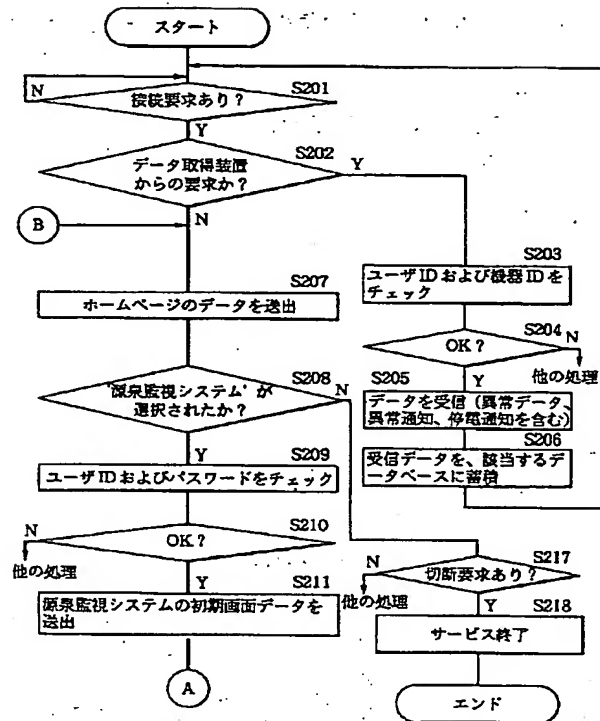 スタート
N
S201
接続要求あり？
Y
S202
データ取得装置
からの要求か？
Y
B
N
S203
ユーザIDおよび機器IDを
チェック
S207
ホームページのデータを送出
S204
OK？
N
他の処理
Y
S205
データを受信（異常データ、
異常通知、停電通知を含む）
S206
受信データを、該当するデ
ータベースに蓄積
S208
'源泉監視システム'が
選択されたか？
N
Y
S209
ユーザIDおよびパスワードをチェック
S210
OK？
N
他の処理
Y
S211
源泉監視システムの初期画面データを
送出
A
S217
切断要求あり？
N
他の処理
Y
S218
サービス終了
エンド